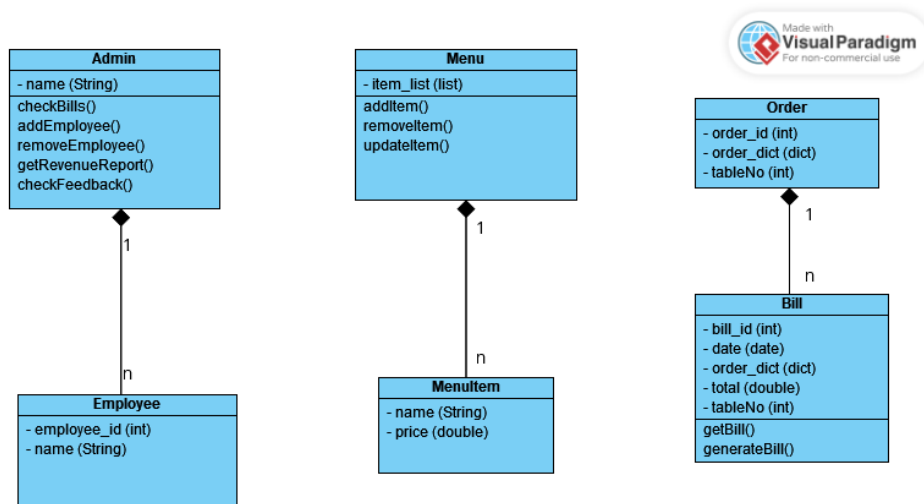 Made with
Visual Paradigm
For non-commercial use
Admin
- name (String)
checkBills()
addEmployee()
removeEmployee()
getRevenueReport()
checkFeedback()
1
n
Employee
- employee_id (int)
- name (String)
Menu
- item_list (list)
addItem()
removeItem()
updateItem()
1
n
MenuItem
- name (String)
- price (double)
Order
- order_id (int)
- order_dict (dict)
- tableNo (int)
1
n
Bill
- bill_id (int)
- date (date)
- order_dict (dict)
- total (double)
- tableNo (int)
getBill()
generateBill()